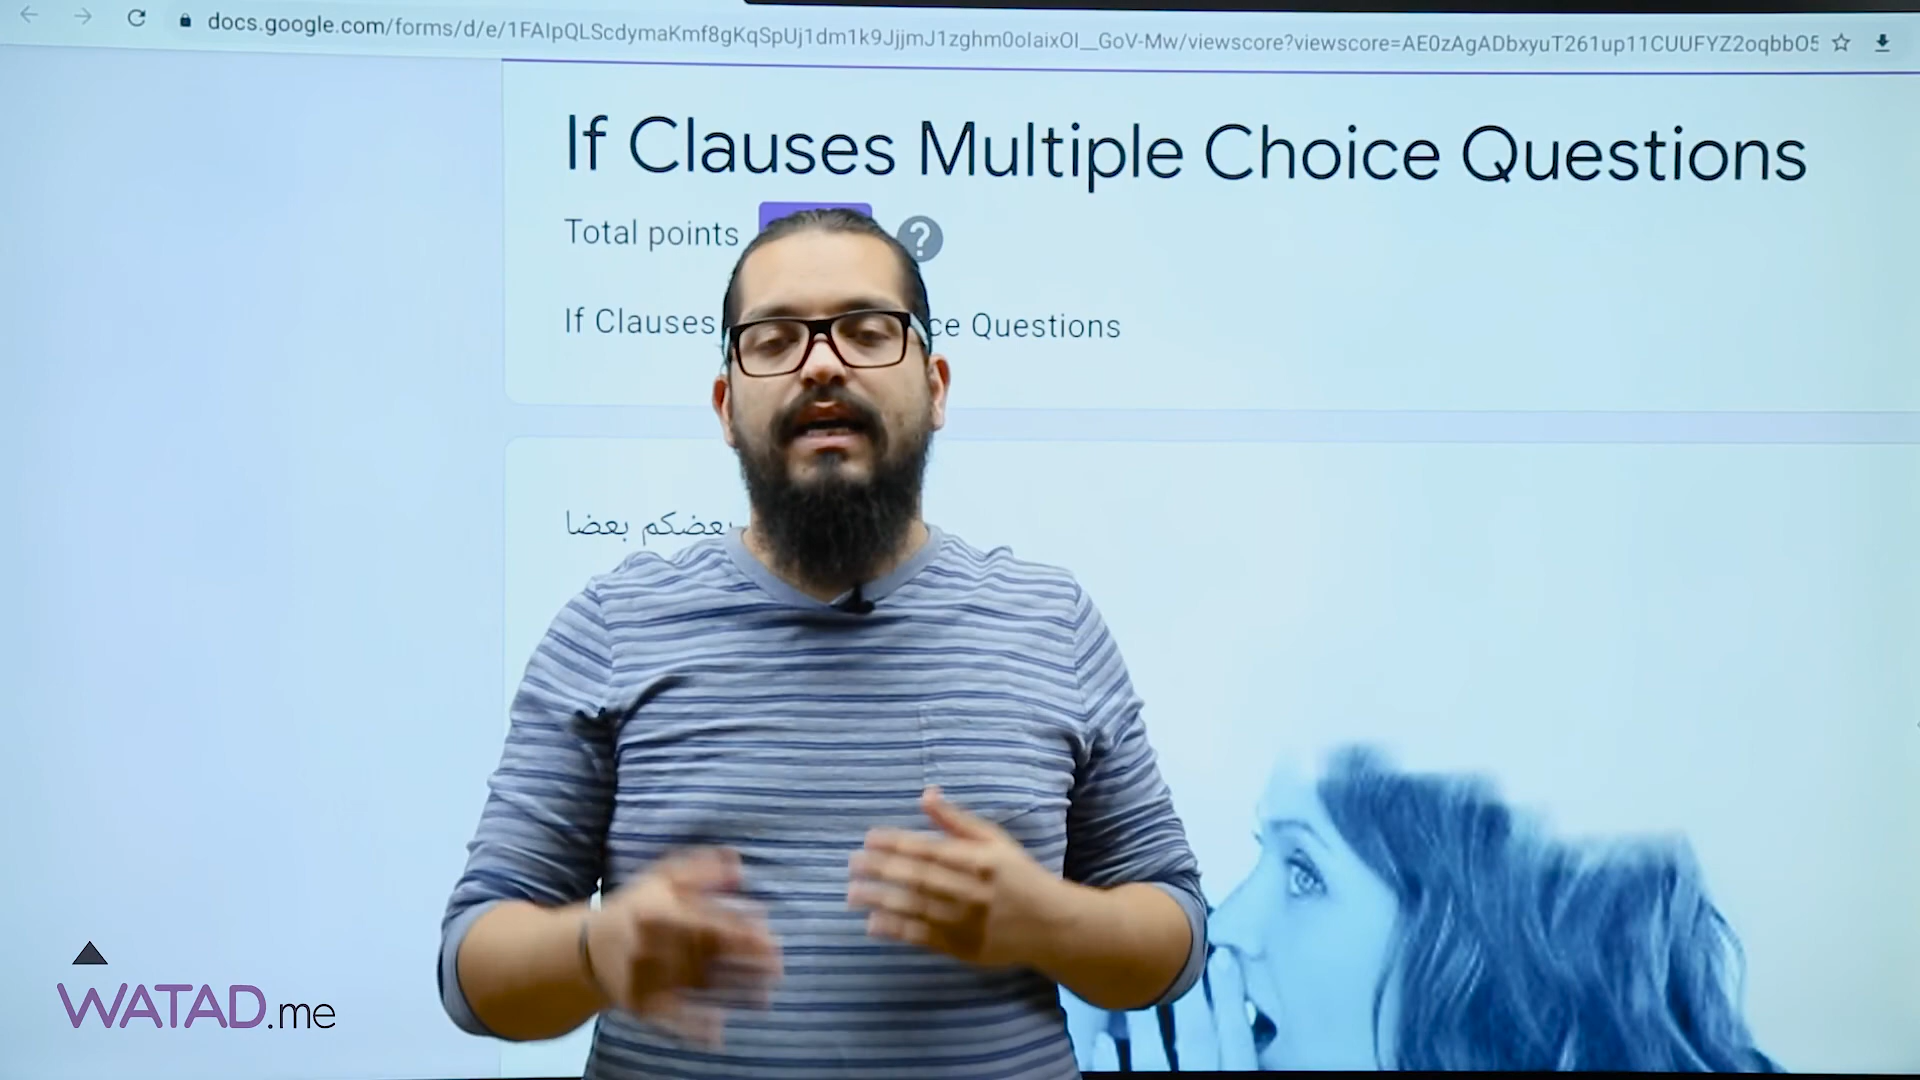 docs.google.com/forms/d/e/1FAIpQLScdymaKmf8gKqSpUj1dm1k9JjjmJ1zghm0oIaixOI__GoV-Mw/viewscore?viewscore=AE0zAgADbxyuT261up11CUUFYZ2oqbbO5
If Clauses Multiple Choice Questions
Total points
?
If Clauses ce Questions
بعضكم بعضا
WATAD.me